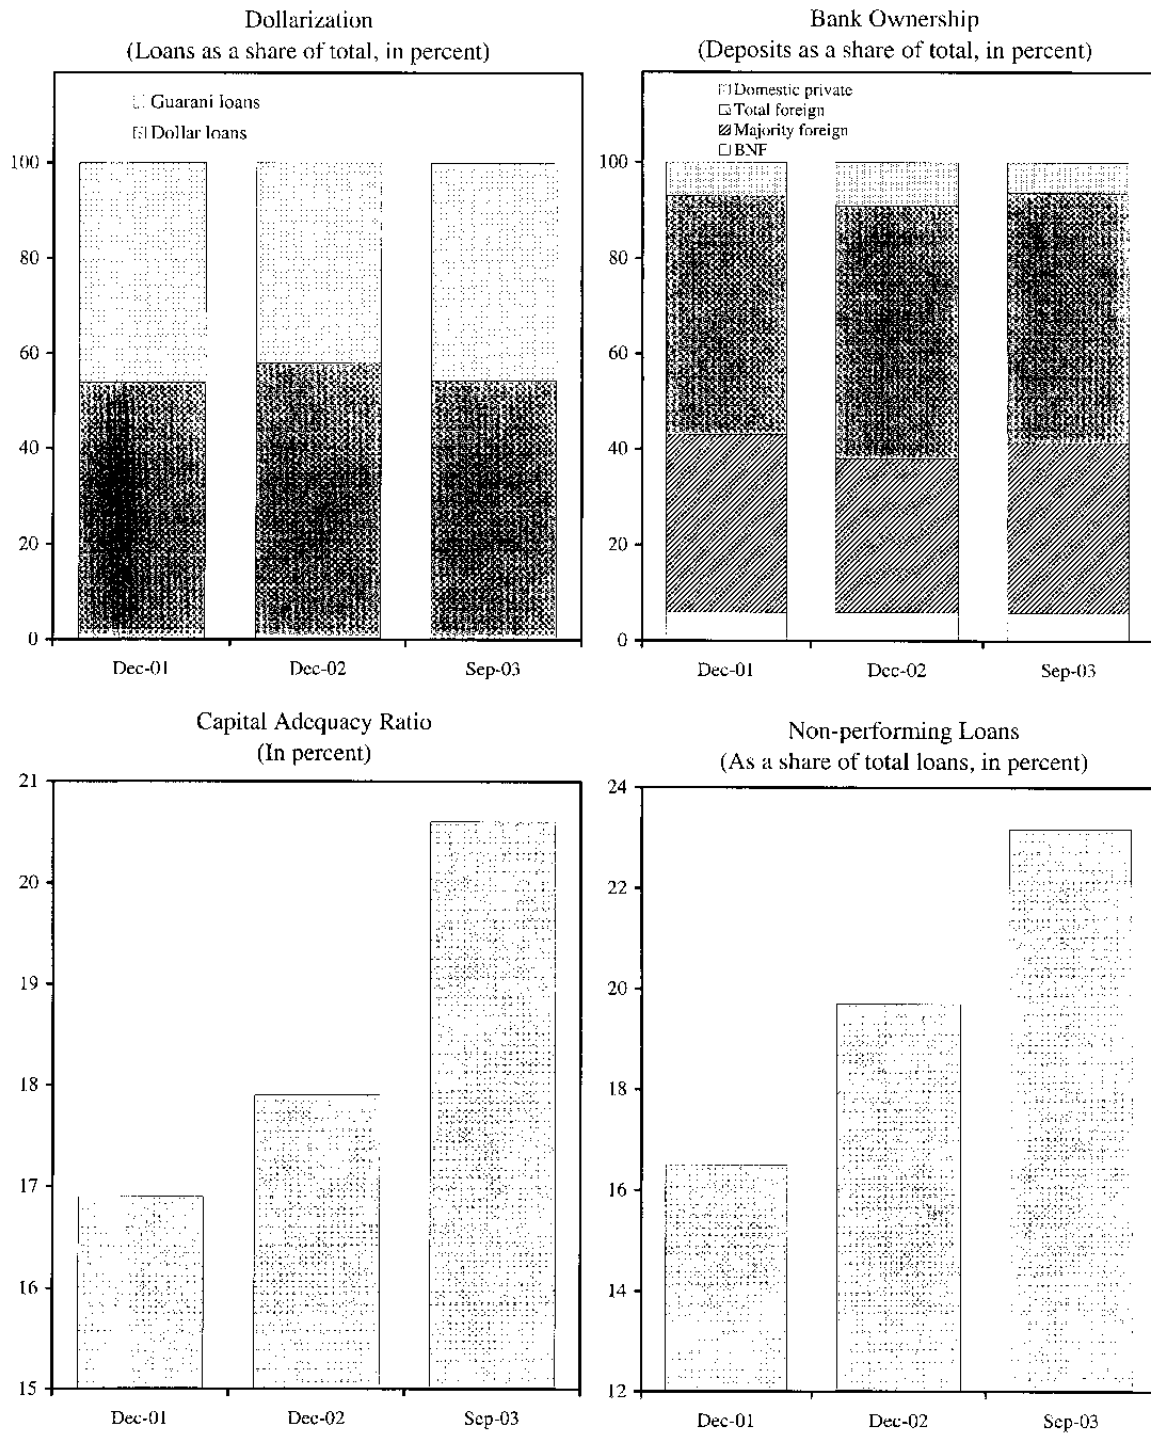 Dollarization
(Loans as a share of total, in percent)
Guarani loans
Dollar loans
100
80
60
40
20
0
Dec-01
Dec-02
Sep-03
Bank Ownership
(Deposits as a share of total, in percent)
Domestic private
Total foreign
Majority foreign
BNF
100
80
60
40
20
0
Dec-01
Dec-02
Sep-03
Capital Adequacy Ratio
(In percent)
21
20
19
18
17
16
15
Dec-01
Dec-02
Sep-03
Non-performing Loans
(As a share of total loans, in percent)
24
22
20
18
16
14
12
Dec-01
Dec-02
Sep-03